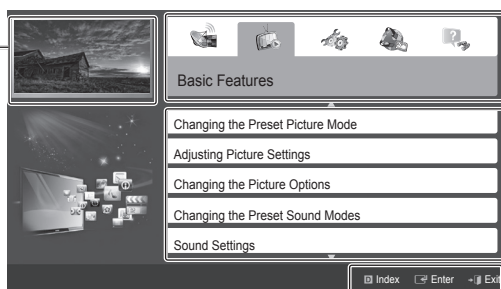 Basic Features
Changing the Preset Picture Mode
Adjusting Picture Settings
Changing the Picture Options
Changing the Preset Sound Modes
Sound Settings
Index Enter Exit